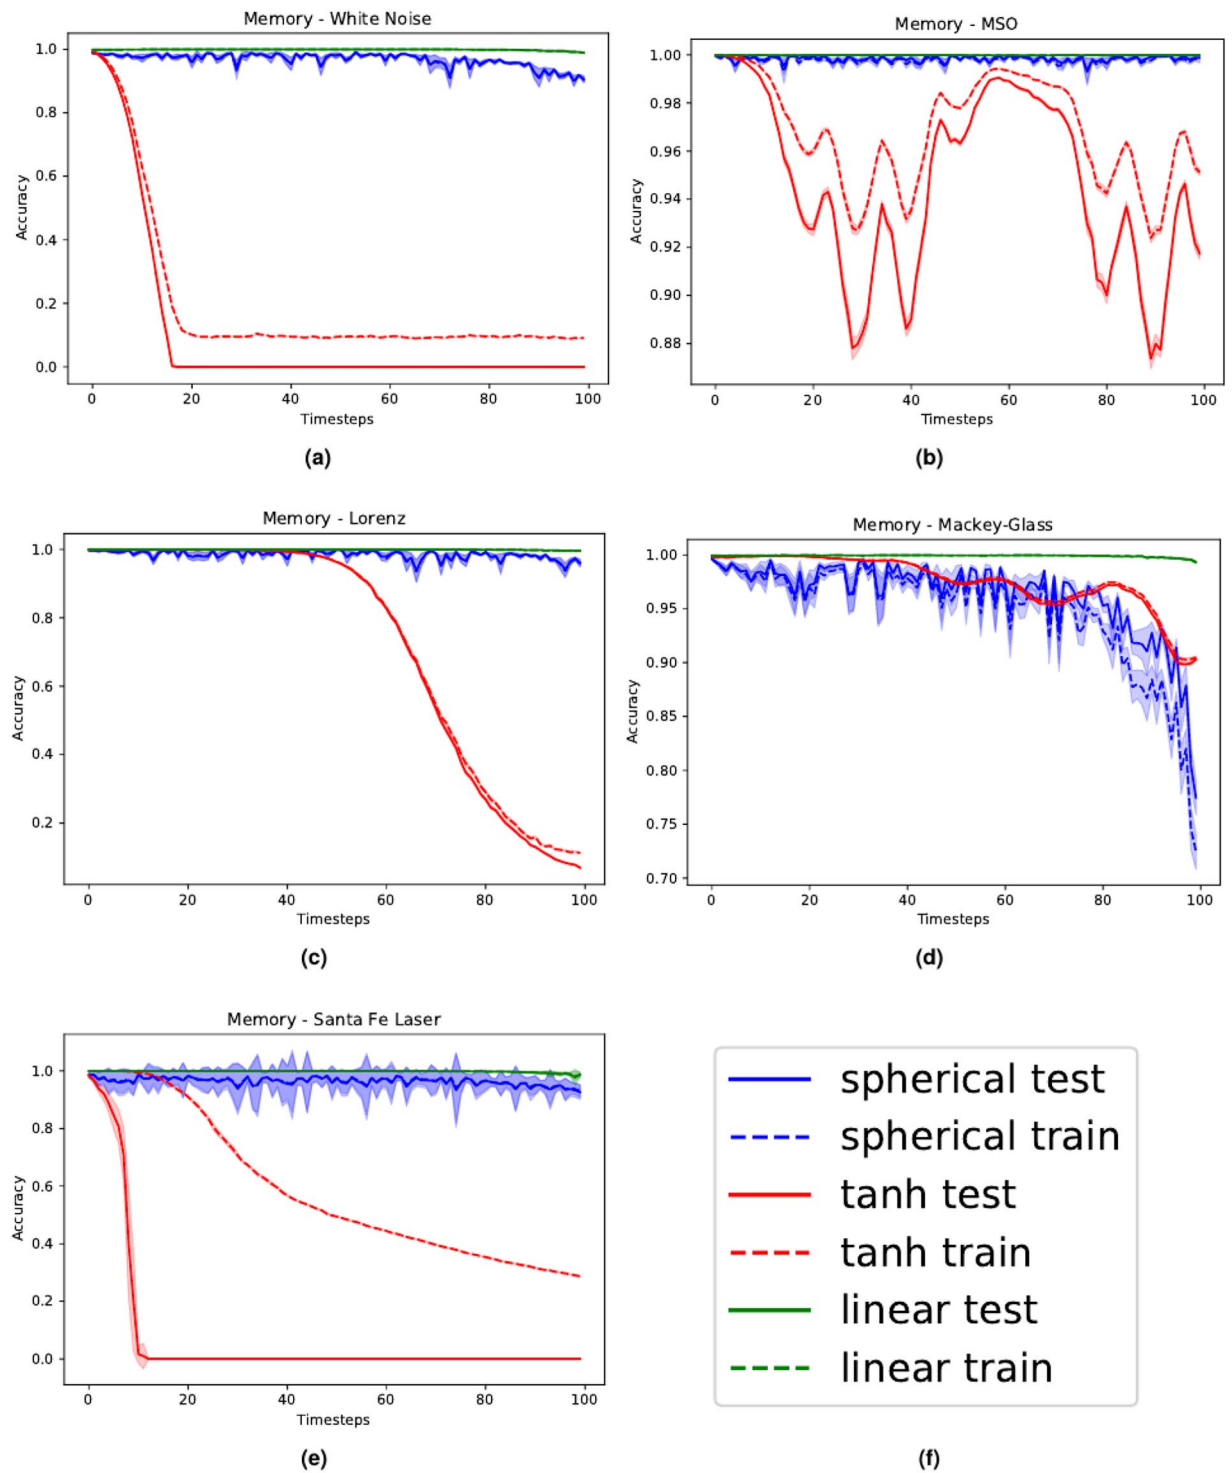 Memory - White Noise
Accuracy
1.0
0.8
0.6
0.4
0.2
0.0
0 20 40 60 80 100
Timesteps
(a)
Memory - MSO
Accuracy
1.00
0.98
0.96
0.94
0.92
0.90
0.88
0 20 40 60 80 100
Timesteps
(b)
Memory - Lorenz
Accuracy
1.0
0.8
0.6
0.4
0.2
0 20 40 60 80 100
Timesteps
(c)
Memory - Mackey-Glass
Accuracy
1.00
0.95
0.90
0.85
0.80
0.75
0.70
0 20 40 60 80 100
Timesteps
(d)
Memory - Santa Fe Laser
Accuracy
1.0
0.8
0.6
0.4
0.2
0.0
0 20 40 60 80 100
Timesteps
(e)
spherical test
spherical train
tanh test
tanh train
linear test
linear train
(f)